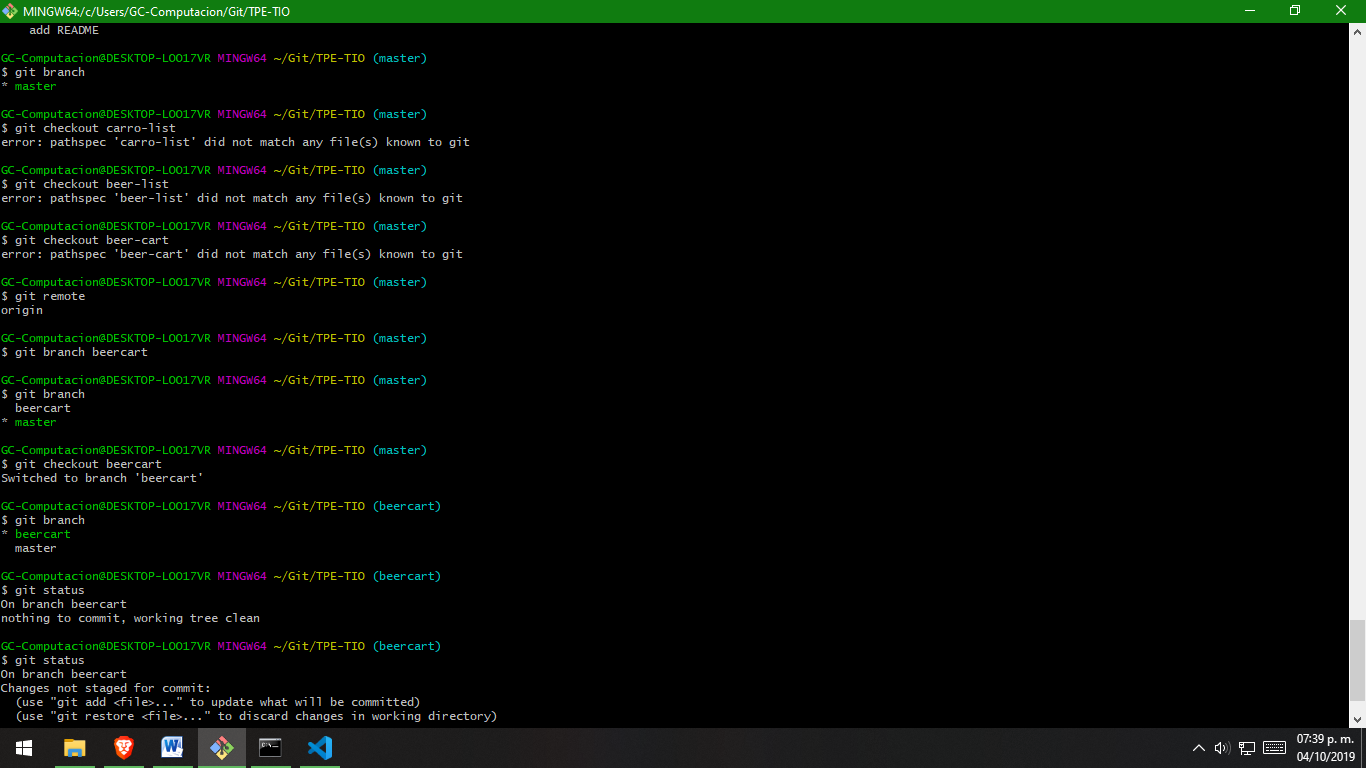 MINGW64:/c/Users/GC-Computacion/Git/TPE-TIO
add README
GC-Computacion@DESKTOP-LOO17VR MINGW64 ~/Git/TPE-TIO (master)
$ git branch
* master
GC-Computacion@DESKTOP-LOO17VR MINGW64 ~/Git/TPE-TIO (master)
$ git checkout carro-list
error: pathspec 'carro-list' did not match any file(s) known to git
GC-Computacion@DESKTOP-LOO17VR MINGW64 ~/Git/TPE-TIO (master)
$ git checkout beer-list
error: pathspec 'beer-list' did not match any file(s) known to git
GC-Computacion@DESKTOP-LOO17VR MINGW64 ~/Git/TPE-TIO (master)
$ git checkout beer-cart
error: pathspec 'beer-cart' did not match any file(s) known to git
GC-Computacion@DESKTOP-LOO17VR MINGW64 ~/Git/TPE-TIO (master)
$ git remote
origin
GC-Computacion@DESKTOP-LOO17VR MINGW64 ~/Git/TPE-TIO (master)
$ git branch beercart
GC-Computacion@DESKTOP-LOO17VR MINGW64 ~/Git/TPE-TIO (master)
$ git branch
beercart
* master
GC-Computacion@DESKTOP-LOO17VR MINGW64 ~/Git/TPE-TIO (master)
$ git checkout beercart
Switched to branch 'beercart'
GC-Computacion@DESKTOP-LOO17VR MINGW64 ~/Git/TPE-TIO (beercart)
$ git branch
* beercart
master
GC-Computacion@DESKTOP-LOO17VR MINGW64 ~/Git/TPE-TIO (beercart)
$ git status
On branch beercart
nothing to commit, working tree clean
GC-Computacion@DESKTOP-LOO17VR MINGW64 ~/Git/TPE-TIO (beercart)
$ git status
On branch beercart
Changes not staged for commit:
(use "git add <file>..." to update what will be committed)
(use "git restore <file>..." to discard changes in working directory)
07:39 p. m.
04/10/2019